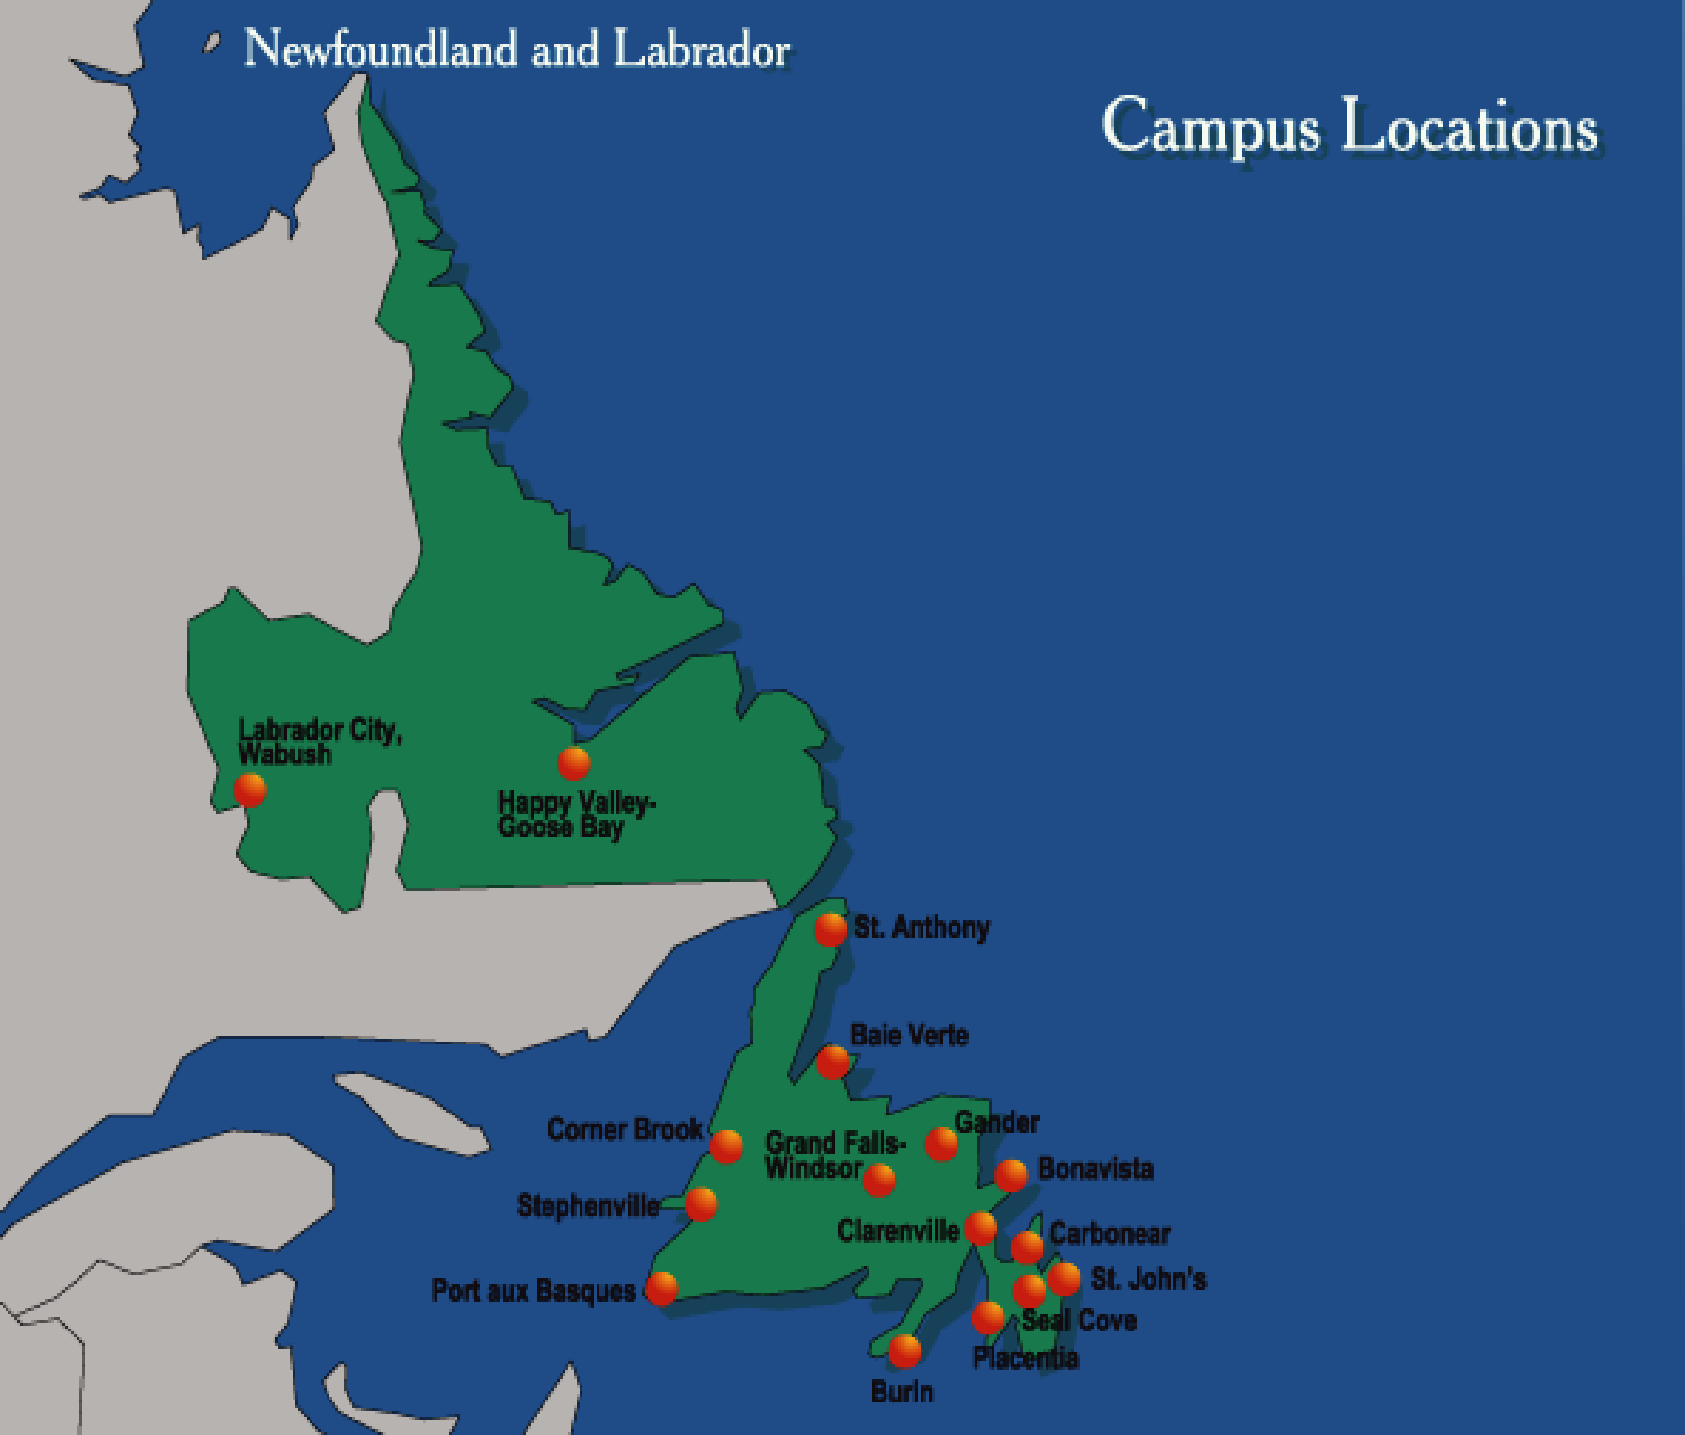 Newfoundland and Labrador
Campus Locations
Labrador City,
Wabush
Happy Valley-
Goose Bay
St. Anthony
Baie Verte
Corner Brook
Grand Falls-
Windsor
Gander
Bonavista
Stephenville
Clarenville
Carbonear
St. John's
Port aux Basques
Seal Cove
Placentia
Burin